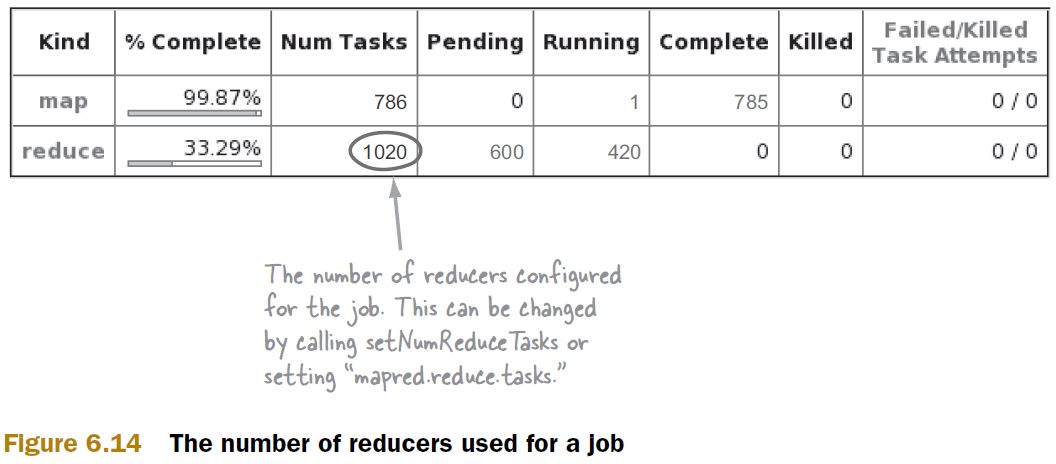 Kind % Complete Num Tasks Pending Running Complete Killed Failed/Killed Task Attempts
map 99.87% 786 0 1 785 0 0 / 0
reduce 33.29% 1020 600 420 0 0 0 / 0
The number of reducers configured
for the job. This can be changed
by calling setNumReduceTasks or
setting “mapred.reduce.tasks.”
Figure 6.14 The number of reducers used for a job